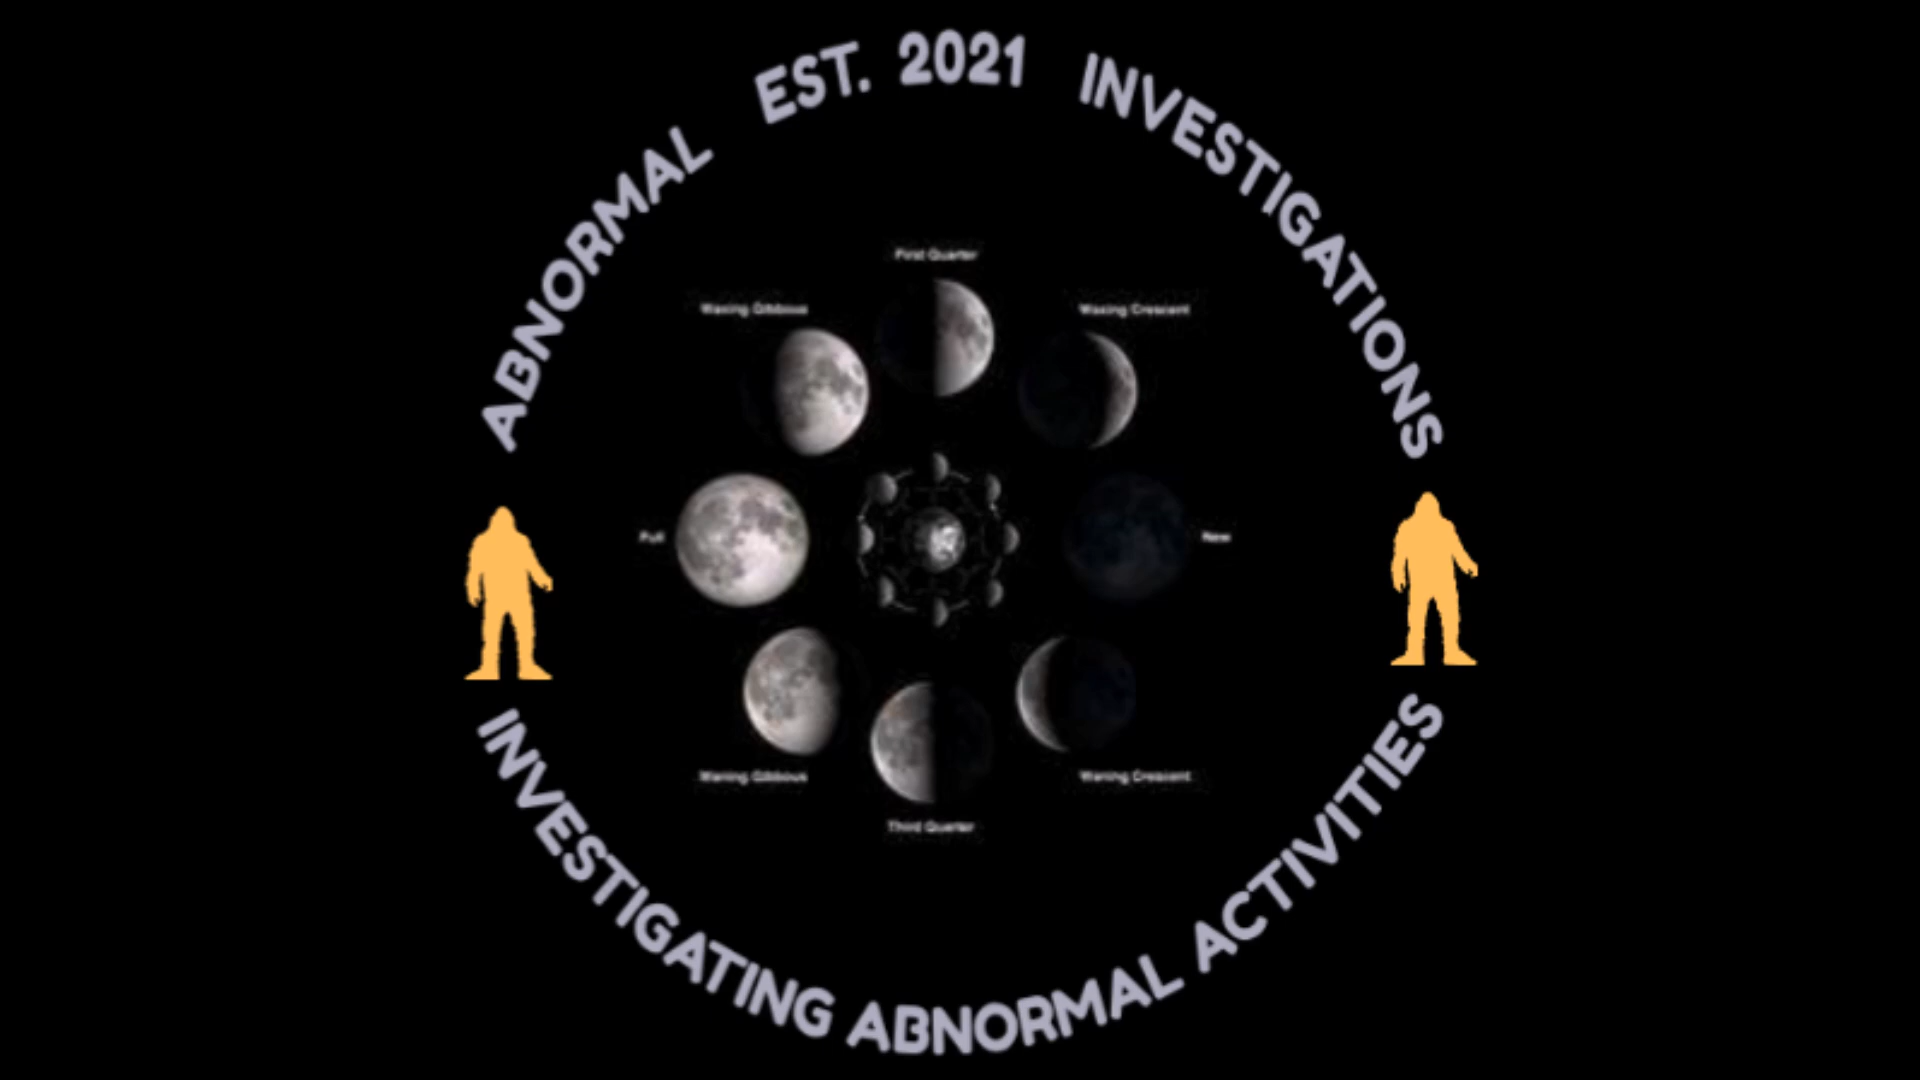 ABNORMAL EST. 2021 INVESTIGATIONS
First Quarter
Waxing Gibbous
Waxing Crescent
Full
New
Waning Gibbous
Waning Crescent
Third Quarter
INVESTIGATING ABNORMAL ACTIVITIES